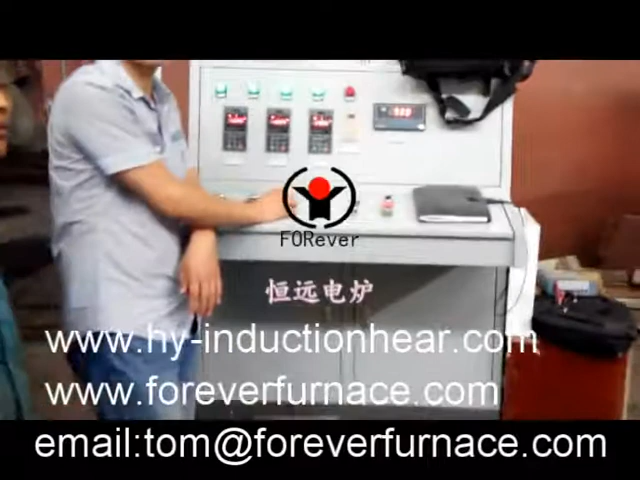 FORever
恒远电炉
www.hy-inductionhear.com
www.foreverfurnace.com
email:tom@foreverfurnace.com